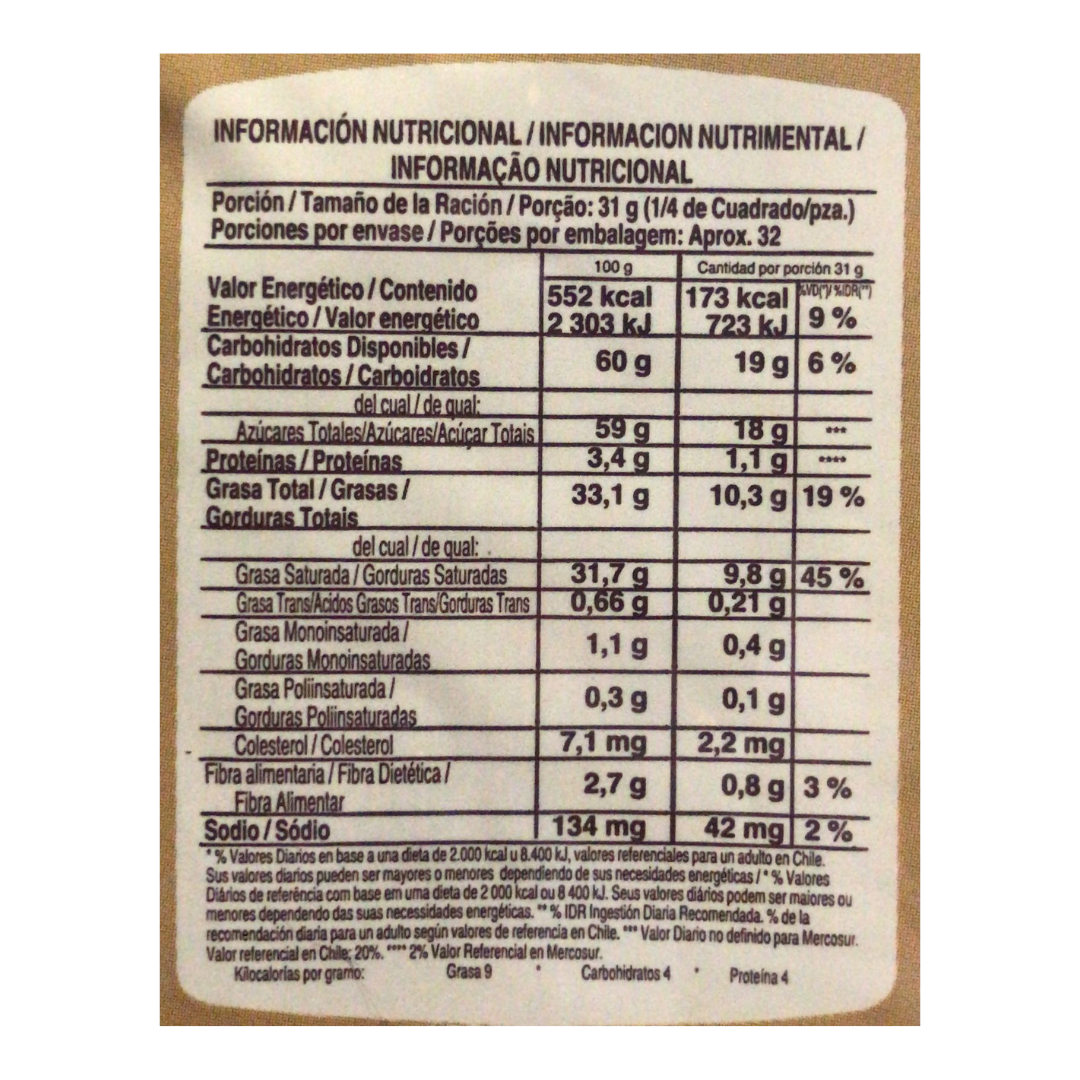 INFORMACIÓN NUTRICIONAL / INFORMACION NUTRIMENTAL /
INFORMAÇÃO NUTRICIONAL
Porción / Tamaño de la Ración / Porção: 31 g (1/4 de Cuadrado/pza.)
Porciones por envase / Porções por embalagem: Aprox. 32
100 g Cantidad por porción 31 g
Valor Energético / Contenido 552 kcal 173 kcal %VD(*)/ %IDR(**)
Energético / Valor energético 2 303 kJ 723 kJ 9 %
Carbohidratos Disponibles /
Carbohidratos / Carboidratos 60 g 19 g 6 %
del cual / de qual:
Azúcares Totales/Azúcares/Acúçar Totais 59 g 18 g ***
Proteínas / Proteínas 3,4 g 1,1 g ****
Grasa Total / Grasas / 33,1 g 10,3 g 19 %
Gorduras Totais
del cual / de qual:
Grasa Saturada / Gorduras Saturadas 31,7 g 9,8 g 45 %
Grasa Trans/Acidos Grasos Trans/Gorduras Trans 0,66 g 0,21 g
Grasa Monoinsaturada /
Gorduras Monoinsaturadas 1,1 g 0,4 g
Grasa Poliinsaturada /
Gorduras Poliinsaturadas 0,3 g 0,1 g
Colesterol / Colesterol 7,1 mg 2,2 mg
Fibra alimentaria / Fibra Dietética /
Fibra Alimentar 2,7 g 0,8 g 3 %
Sodio / Sódio 134 mg 42 mg 2 %
* % Valores Diarios en base a una dieta de 2.000 kcal u 8.400 kJ, valores referenciales para un adulto en Chile.
Sus valores diarios pueden ser mayores o menores dependiendo de sus necesidades energéticas / * % Valores
Diários de referência com base em uma dieta de 2 000 kcal ou 8 400 kJ. Seus valores diários podem ser maiores ou
menores dependendo das suas necessidades energéticas. ** % IDR Ingestión Diaria Recomendada. % de la
recomendación diaria para un adulto según valores de referencia en Chile. *** Valor Diario no definido para Mercosur.
Valor referencial en Chile: 20%. **** 2% Valor Referencial en Mercosur.
Kilocalorías por gramo: Grasa 9 * Carbohidratos 4 * Proteína 4